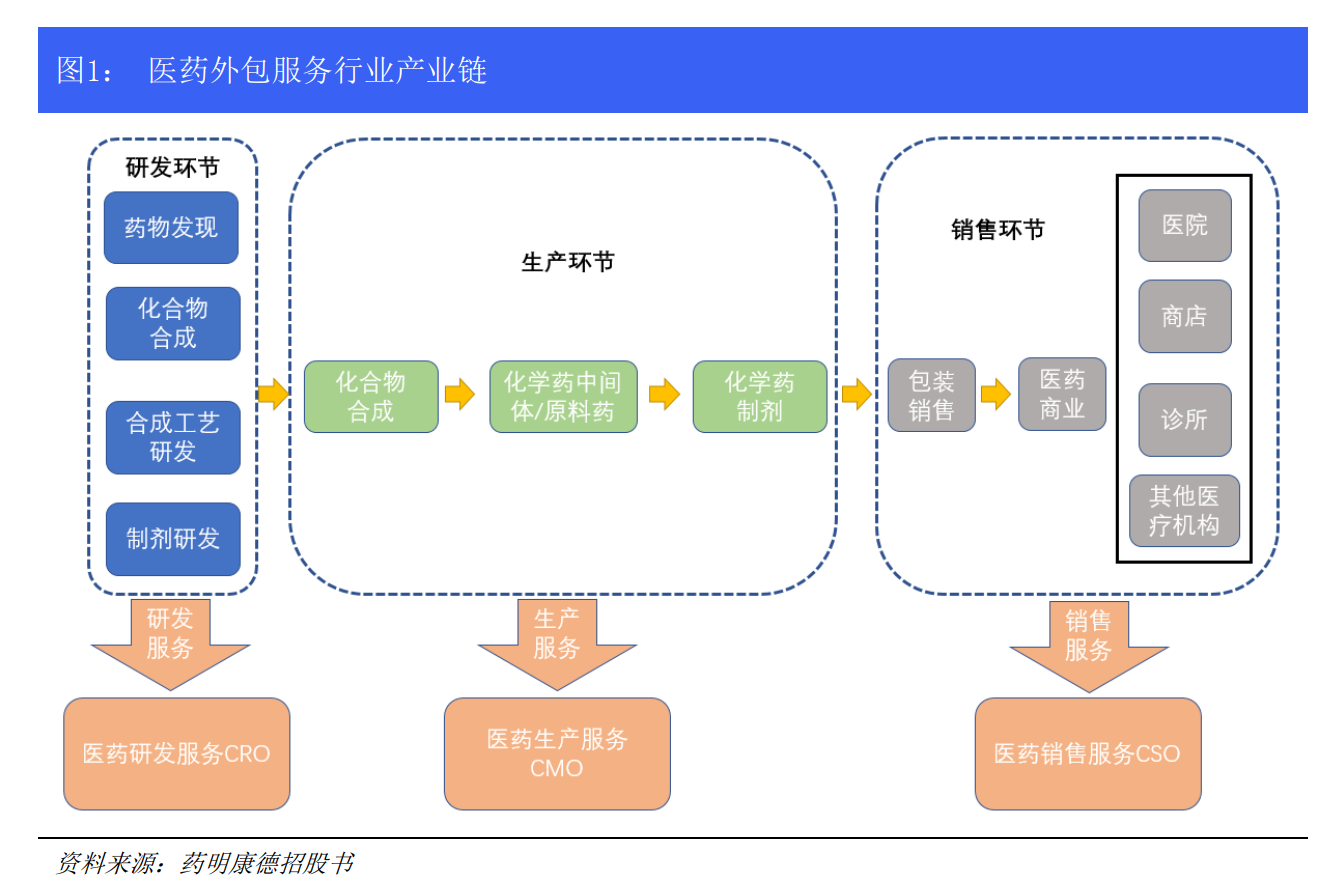 图1： 医药外包服务行业产业链
研发环节
药物发现
化合物
合成
合成工艺
研发
制剂研发
生产环节
化合物
合成
化学药中间
体/原料药
化学药
制剂
销售环节
包装
销售
医药
商业
医院
商店
诊所
其他医
疗机构
研发
服务
生产
服务
销售
服务
医药研发服务CRO
医药生产服务
CMO
医药销售服务CSO
资料来源：药明康德招股书